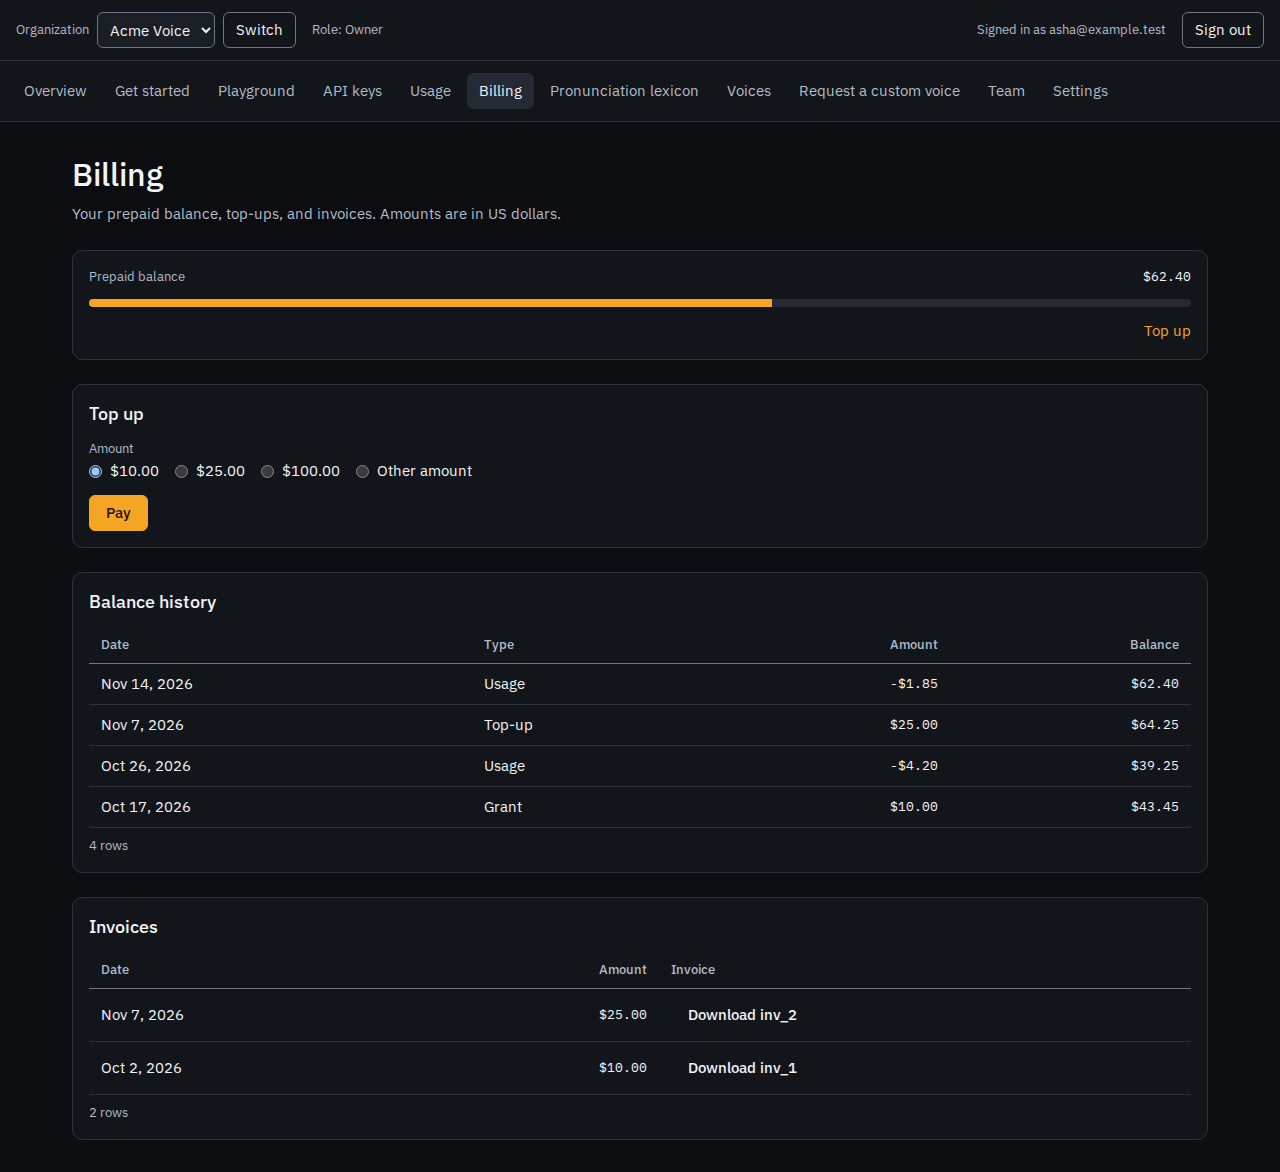 Organization Acme Voice Switch Role: Owner Signed in as asha@example.test Sign out
Overview Get started Playground API keys Usage Billing Pronunciation lexicon Voices Request a custom voice Team Settings
Billing
Your prepaid balance, top-ups, and invoices. Amounts are in US dollars.
Prepaid balance $62.40
Top up
Top up
Amount
$10.00 $25.00 $100.00 Other amount
Pay
Balance history
Date Type Amount Balance
Nov 14, 2026 Usage -$1.85 $62.40
Nov 7, 2026 Top-up $25.00 $64.25
Oct 26, 2026 Usage -$4.20 $39.25
Oct 17, 2026 Grant $10.00 $43.45
4 rows
Invoices
Date Amount Invoice
Nov 7, 2026 $25.00 Download inv_2
Oct 2, 2026 $10.00 Download inv_1
2 rows